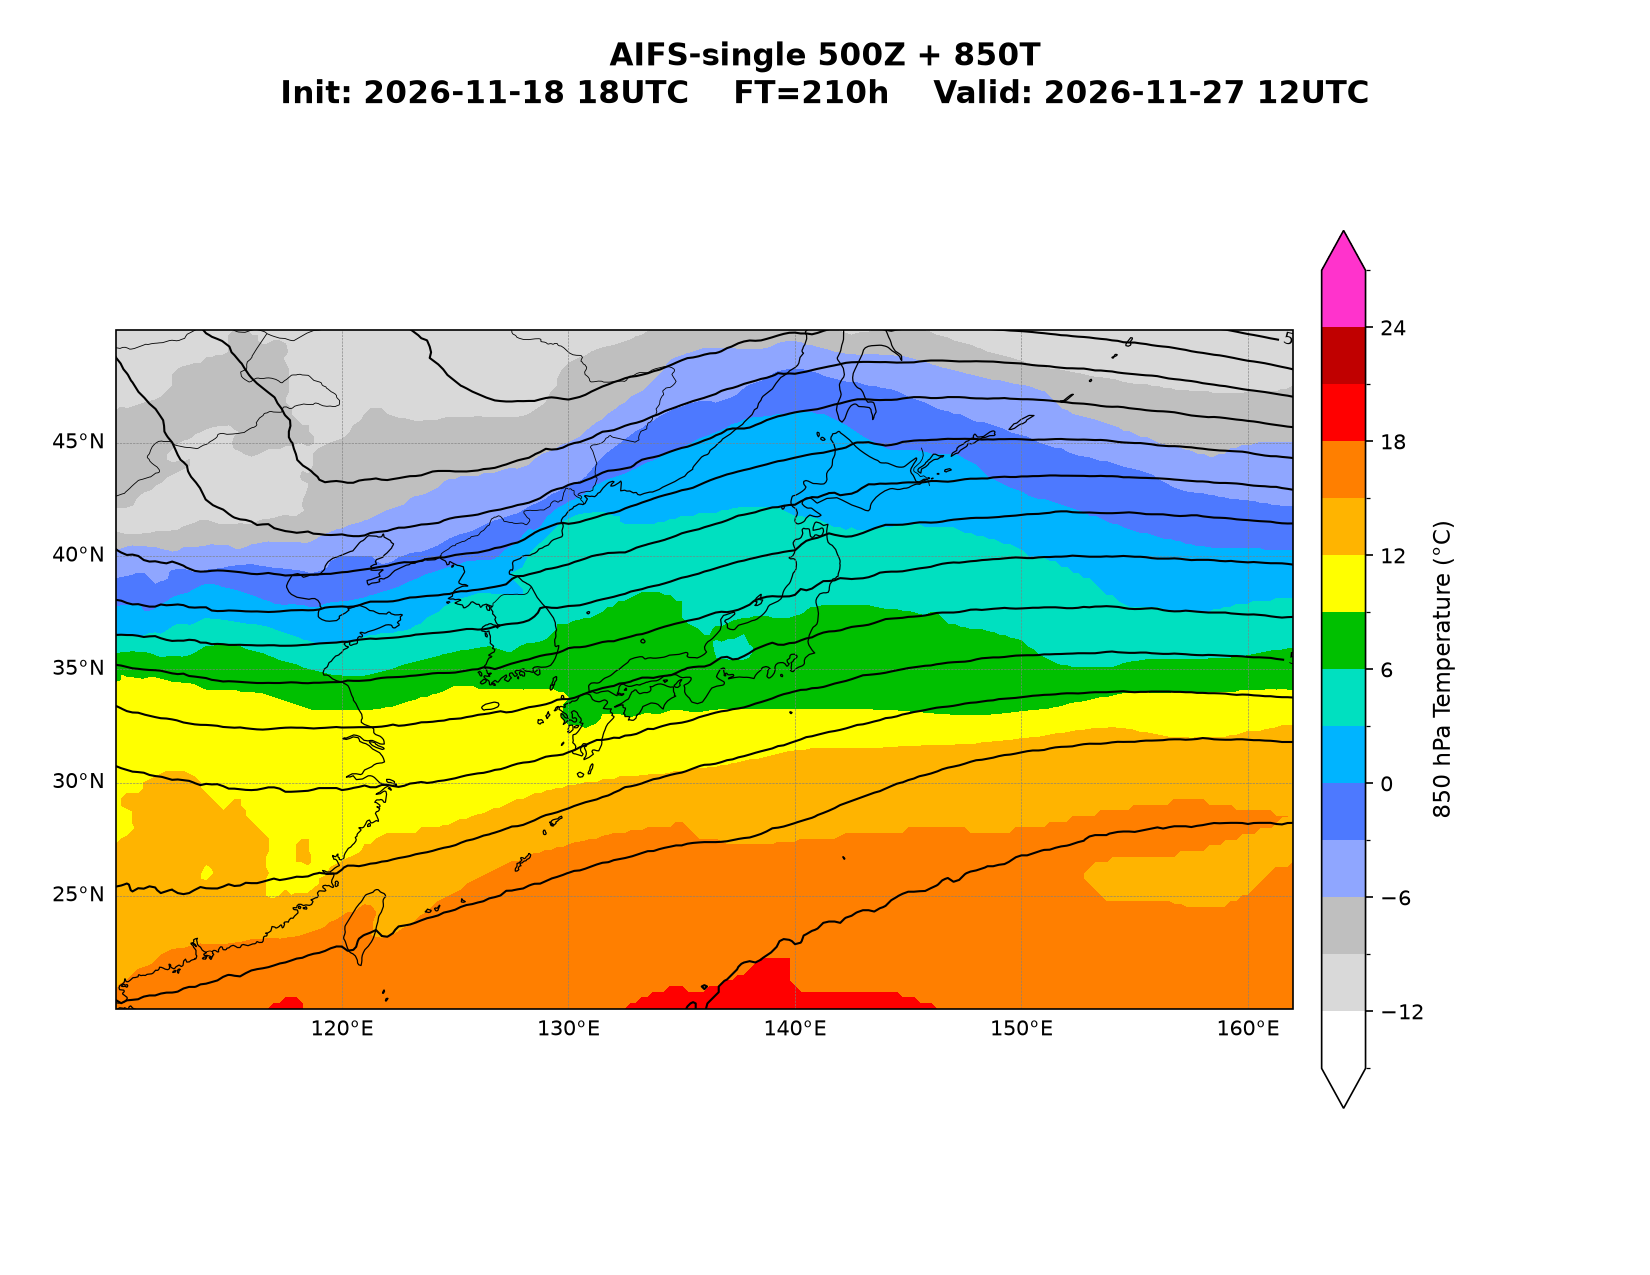 AIFS-single 500Z + 850T
Init: 2026-11-18 18UTC FT=210h Valid: 2026-11-27 12UTC
45°N
40°N
35°N
30°N
25°N
120°E
130°E
140°E
150°E
160°E
24
18
12
6
0
−6
−12
850 hPa Temperature (°C)